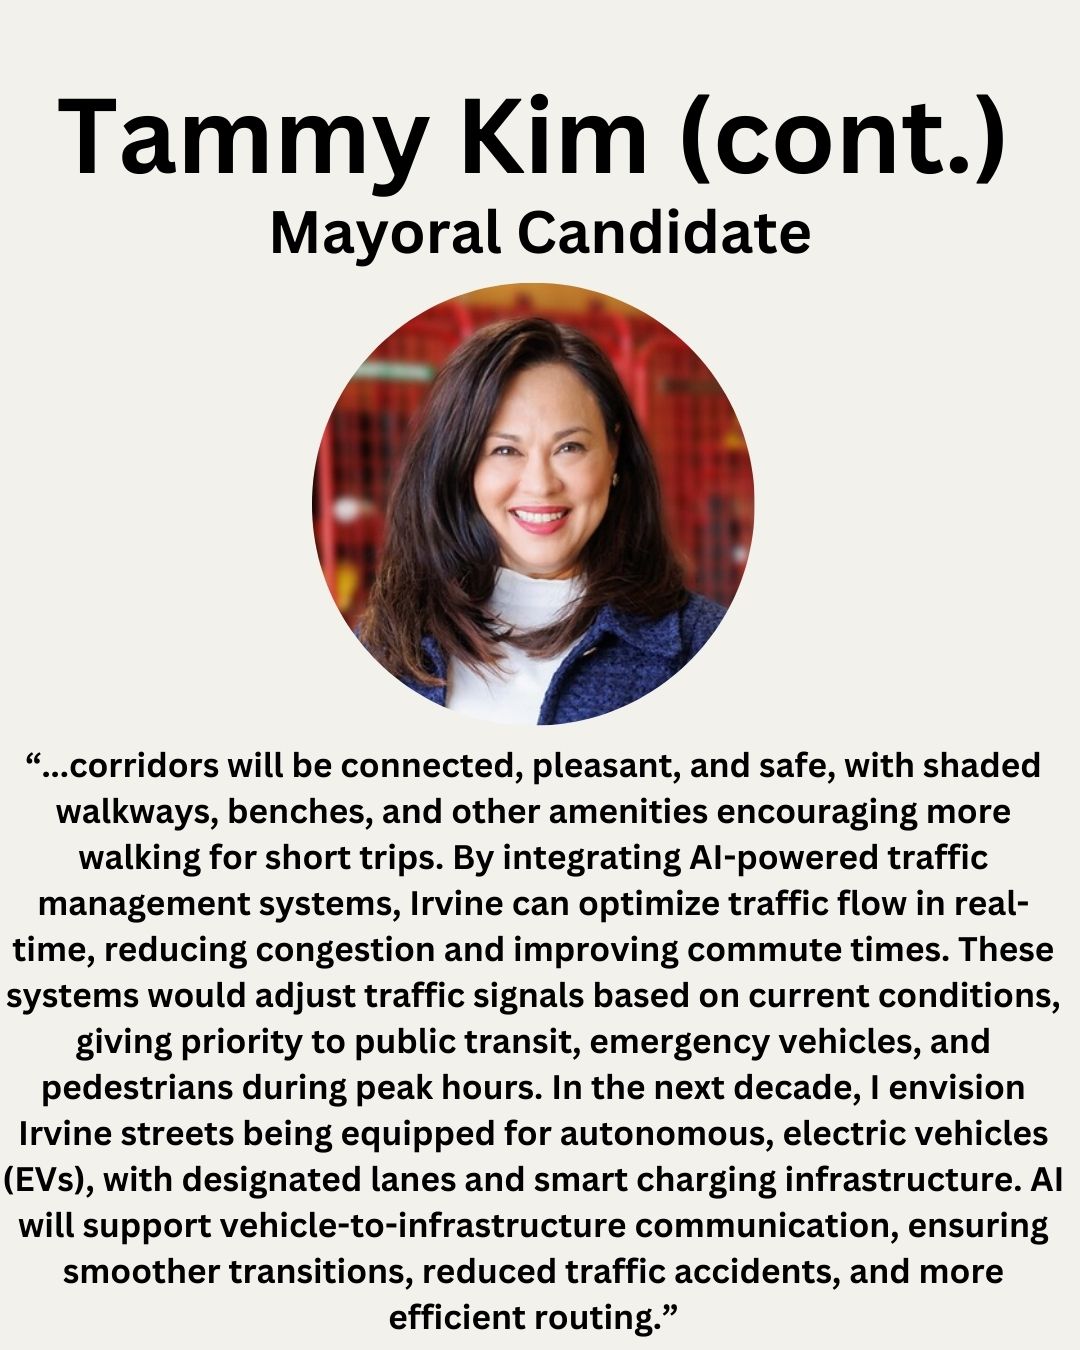 Tammy Kim (cont.)
Mayoral Candidate
“...corridors will be connected, pleasant, and safe, with shaded
walkways, benches, and other amenities encouraging more
walking for short trips. By integrating AI-powered traffic
management systems, Irvine can optimize traffic flow in real-
time, reducing congestion and improving commute times. These
systems would adjust traffic signals based on current conditions,
giving priority to public transit, emergency vehicles, and
pedestrians during peak hours. In the next decade, I envision
Irvine streets being equipped for autonomous, electric vehicles
(EVs), with designated lanes and smart charging infrastructure. AI
will support vehicle-to-infrastructure communication, ensuring
smoother transitions, reduced traffic accidents, and more
efficient routing.”